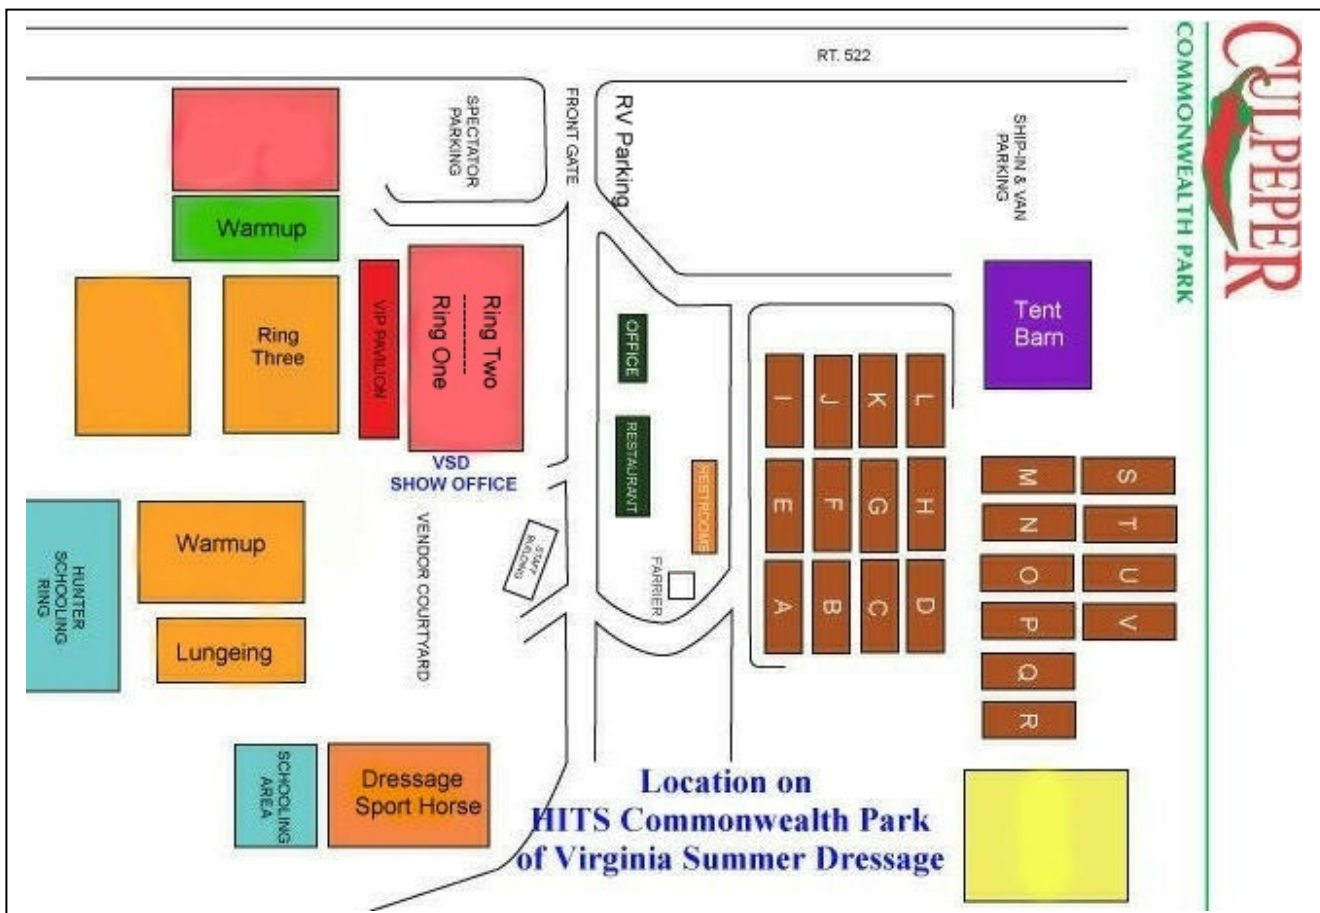 RT. 522
CULPEPER
COMMONWEALTH PARK
SPECTATOR
PARKING
FRONT GATE
RV Parking
SHIP-IN & VAN
PARKING
Warmup
Ring
Three
VIP PAVILION
Ring Two
----------
Ring One
OFFICE
RESTAURANT
RESTROOMS
FARRIER
Tent
Barn
I
J
K
L
E
F
G
H
A
B
C
D
M
N
O
P
Q
R
S
T
U
V
VSD
SHOW OFFICE
STAFF
BUILDING
VENDOR COURTYARD
HUNTER
SCHOOLING
RING
Warmup
Lungeing
SCHOOLING
AREA
Dressage
Sport Horse
Location on
HITS Commonwealth Park
of Virginia Summer Dressage